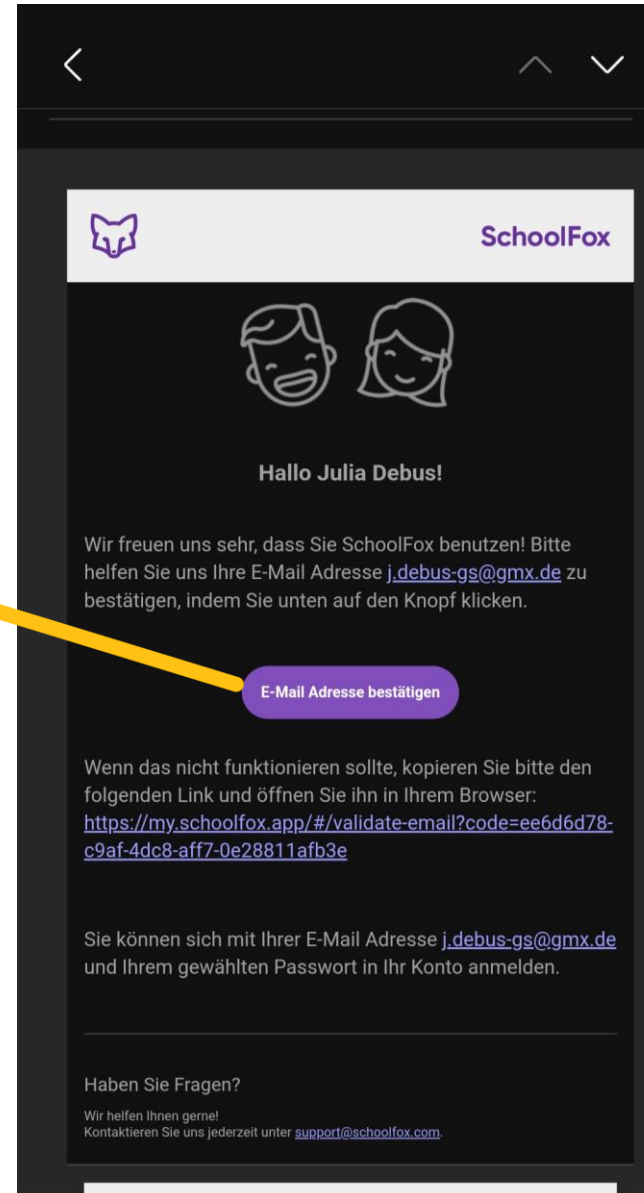 SchoolFox
Hallo Julia Debus!
Wir freuen uns sehr, dass Sie SchoolFox benutzen! Bitte
helfen Sie uns Ihre E-Mail Adresse j.debus-gs@gmx.de zu
bestätigen, indem Sie unten auf den Knopf klicken.
E-Mail Adresse bestätigen
Wenn das nicht funktionieren sollte, kopieren Sie bitte den
folgenden Link und öffnen Sie ihn in Ihrem Browser:
https://my.schoolfox.app/#/validate-email?code=ee6d6d78-
c9af-4dc8-aff7-0e28811afb3e
Sie können sich mit Ihrer E-Mail Adresse j.debus-gs@gmx.de
und Ihrem gewählten Passwort in Ihr Konto anmelden.
Haben Sie Fragen?
Wir helfen Ihnen gerne!
Kontaktieren Sie uns jederzeit unter support@schoolfox.com.